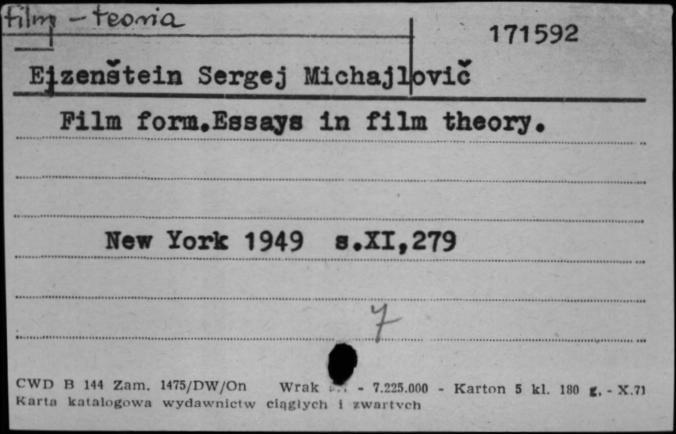 film - teoria
171592
Ejzenštein Sergej Michajlovič
Film form.Essays in film theory.
New York 1949 s.XI,279
7
CWD B 144 Zam. 1475/DW/On Wrak - 7.225.000 - Karton 5 kl. 180 g. - X.71
Karta katalogowa wydawnictw ciągłych i zwartych